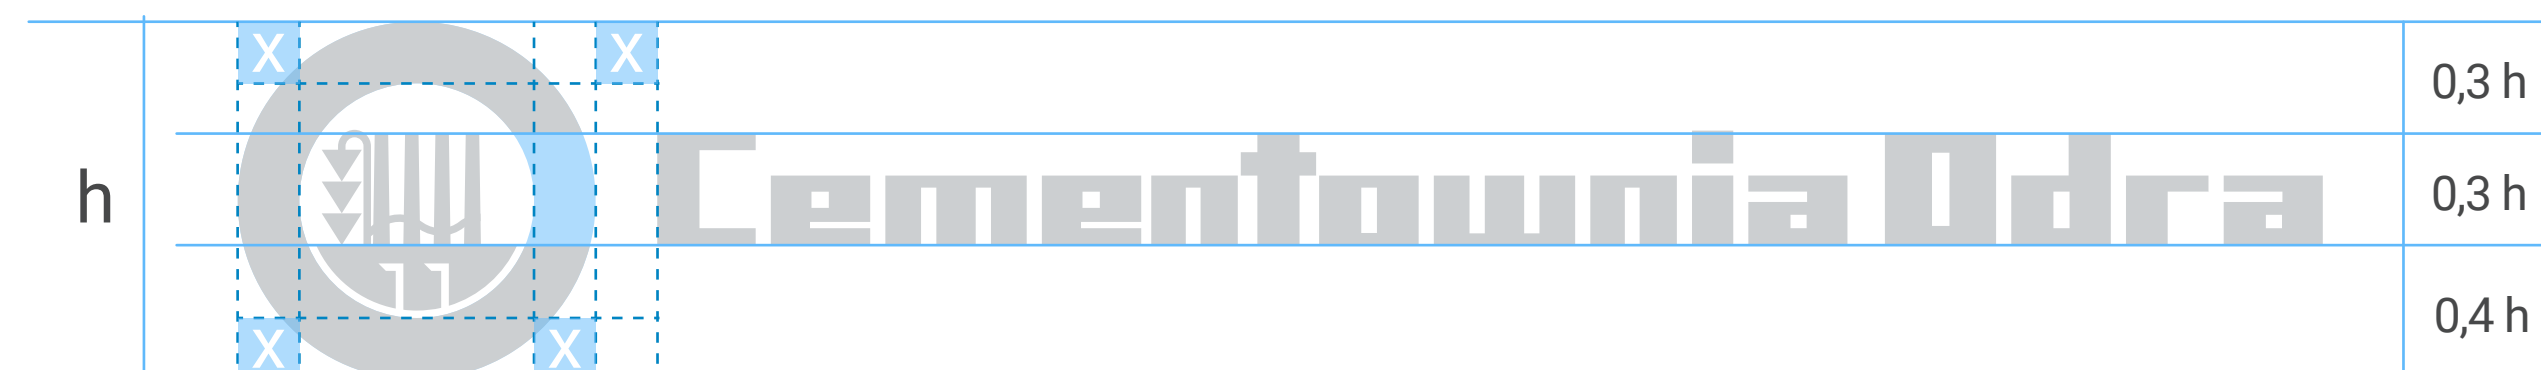 X X
0,3 h
h Cementownia Odra 0,3 h
0,4 h
X X